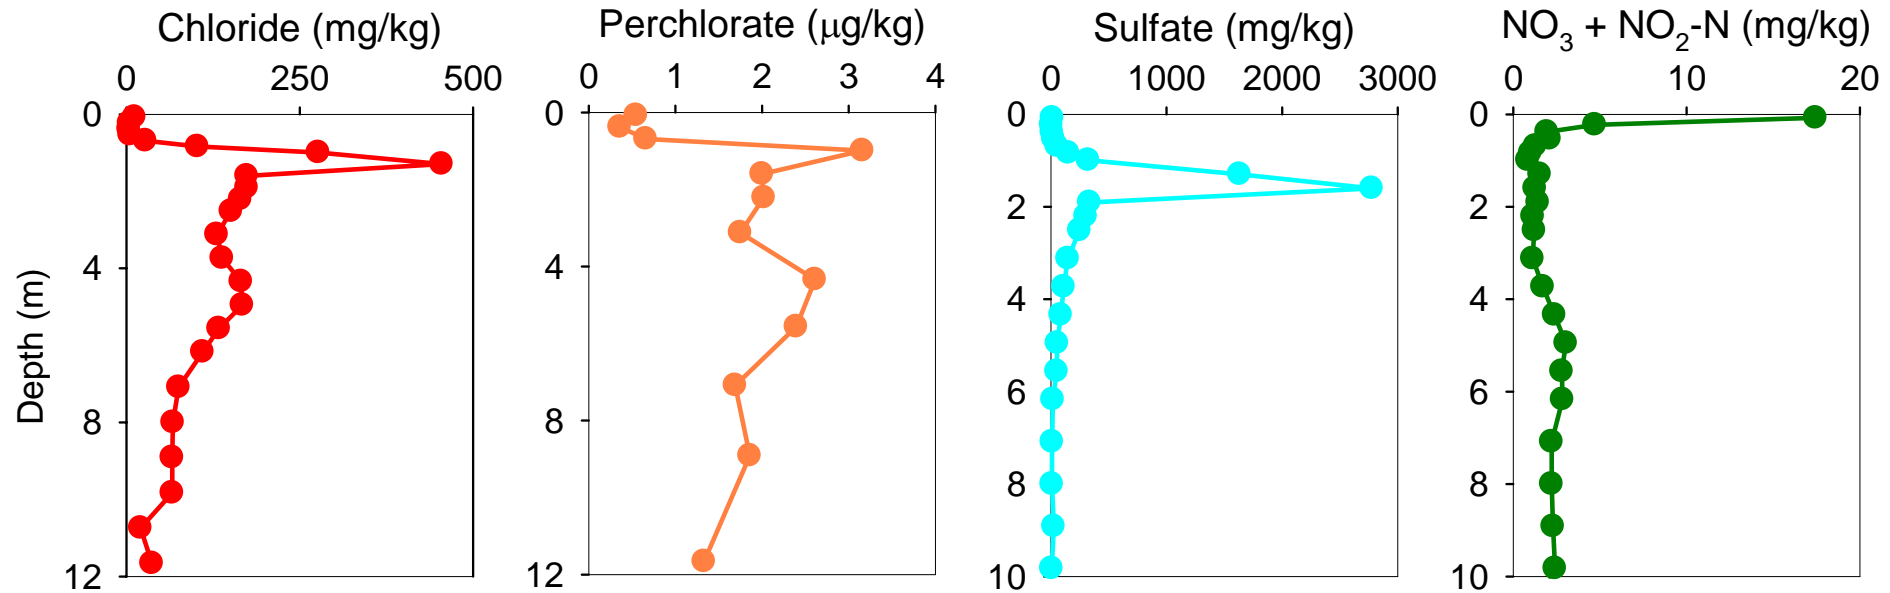 Chloride (mg/kg)
0 250 500
0
4
8
12
Depth (m)
Perchlorate (μg/kg)
0 1 2 3 4
0
4
8
12
Sulfate (mg/kg)
0 1000 2000 3000
0
2
4
6
8
10
NO3 + NO2-N (mg/kg)
0 10 20
0
2
4
6
8
10